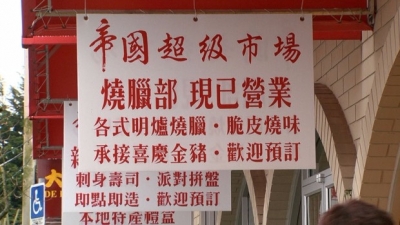 帝國超級市場
燒臘部 現已營業
各式明爐燒臘·脆皮燒味
承接喜慶金豬·歡迎預訂
刺身壽司·派對拼盤
即點即造·歡迎預訂
本地特產禮盒